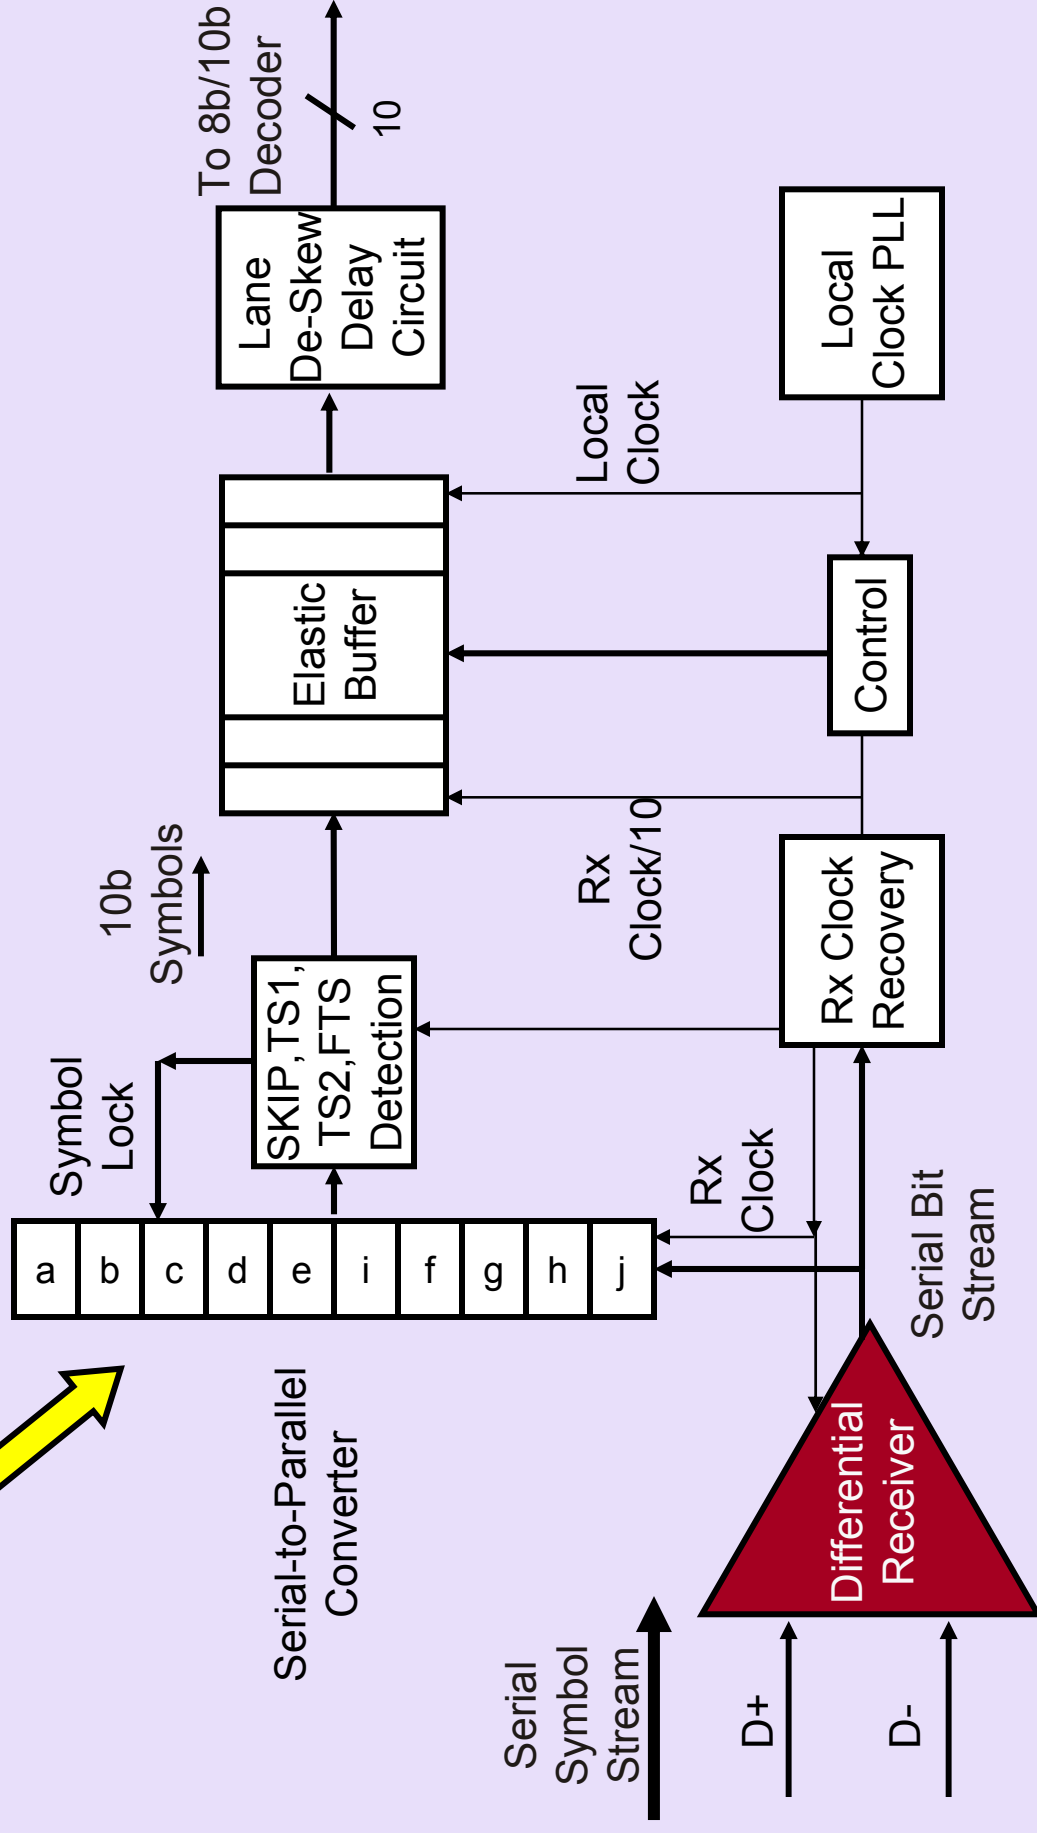 To 8b/10b
Decoder
10
Lane
De-Skew
Delay
Circuit
Local
Clock PLL
Local
Clock
Elastic
Buffer
Control
10b
Symbols
Rx
Clock/10
SKIP,TS1,
TS2,FTS
Detection
Symbol
Lock
Rx Clock
Recovery
Rx
Clock
a
b
c
d
e
i
f
g
h
j
Serial Bit
Stream
Serial-to-Parallel
Converter
Differential
Receiver
Serial
Symbol
Stream
D+
D-